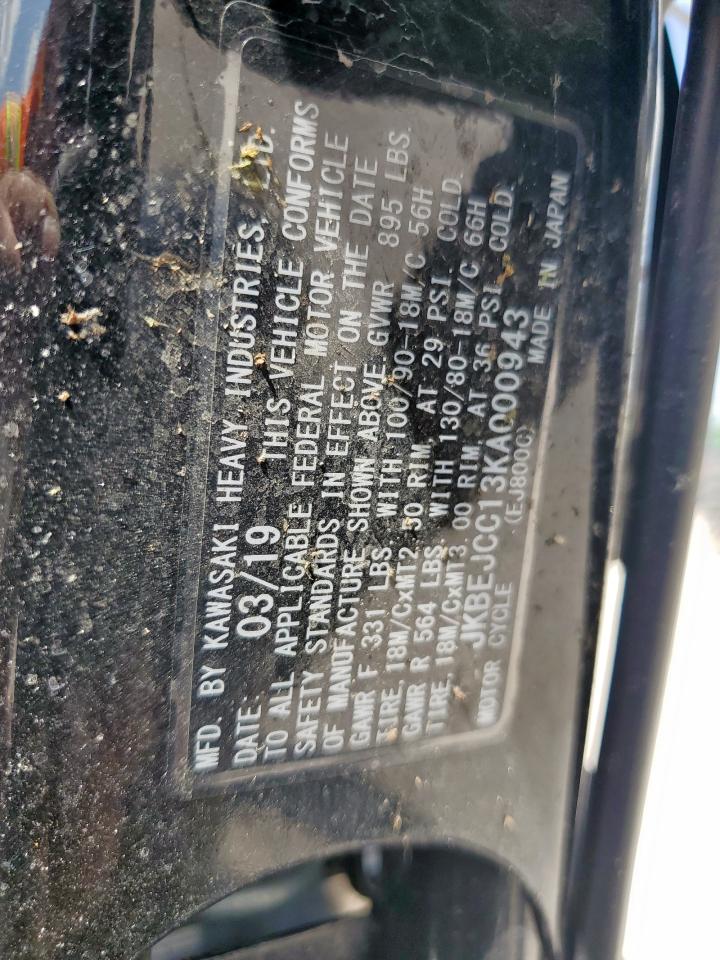 MFD. BY KAWASAKI HEAVY INDUSTRIES, LTD.
DATE: 03/19 THIS VEHICLE CONFORMS
TO ALL APPLICABLE FEDERAL MOTOR VEHICLE
SAFETY STANDARDS IN EFFECT ON THE DATE
OF MANUFACTURE SHOWN ABOVE GVWR 895 LBS.
GAWR F 331 LBS. WITH 100/90-18M/C 56H
TIRE, 18M/CxMT2.50 RIM, AT 29 PSI. COLD.
GAWR R 564 LBS. WITH 130/80-18M/C 66H
TIRE, 18M/CxMT3.00 RIM, AT 36 PSI. COLD.
JKBEJCC13KA000943
MOTOR CYCLE (EJ800C) MADE IN JAPAN